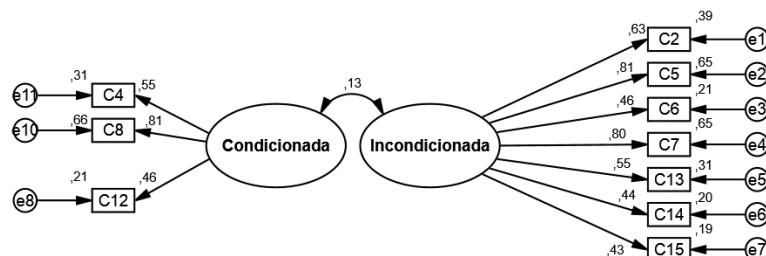 ,39
,63 C2 e1
,13 ,81 ,65
C5 e2
,31 ,55 ,46 ,21
e11 C4 C6 e3
,66 ,81 ,80 ,65
e10 C8 Condicionada Incondicionada C7 e4
,55 ,31
C13 e5
,21 ,46 ,44 ,20
e8 C12 C14 e6
,19
,43 C15 e7